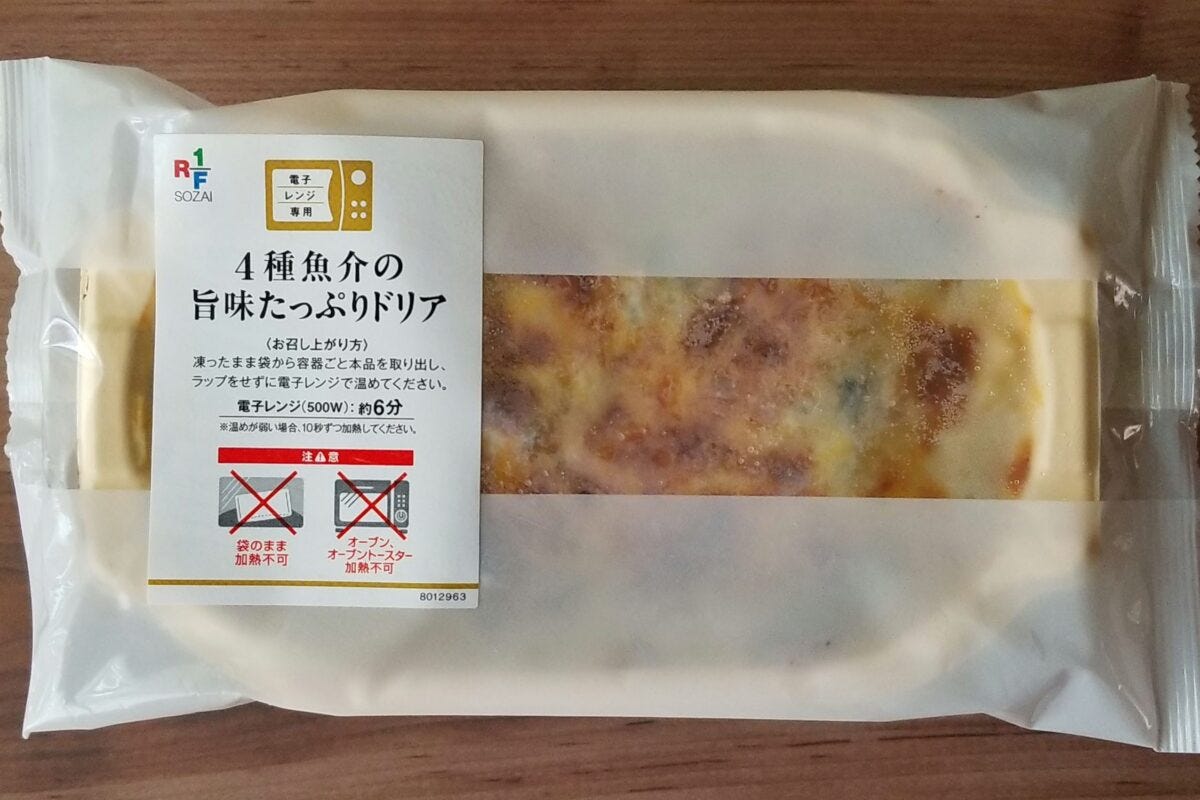 R 1
F
SOZAI
電子
レンジ
専用
4種魚介の
旨味たっぷりドリア
〈お召し上がり方〉
凍ったまま袋から容器ごと本品を取り出し、
ラップをせずに電子レンジで温めてください。
電子レンジ(500W):約6分
※温めが弱い場合、10秒ずつ加熱してください。
注意
袋のまま
加熱不可
オーブン、
オーブントースター
加熱不可
8012963